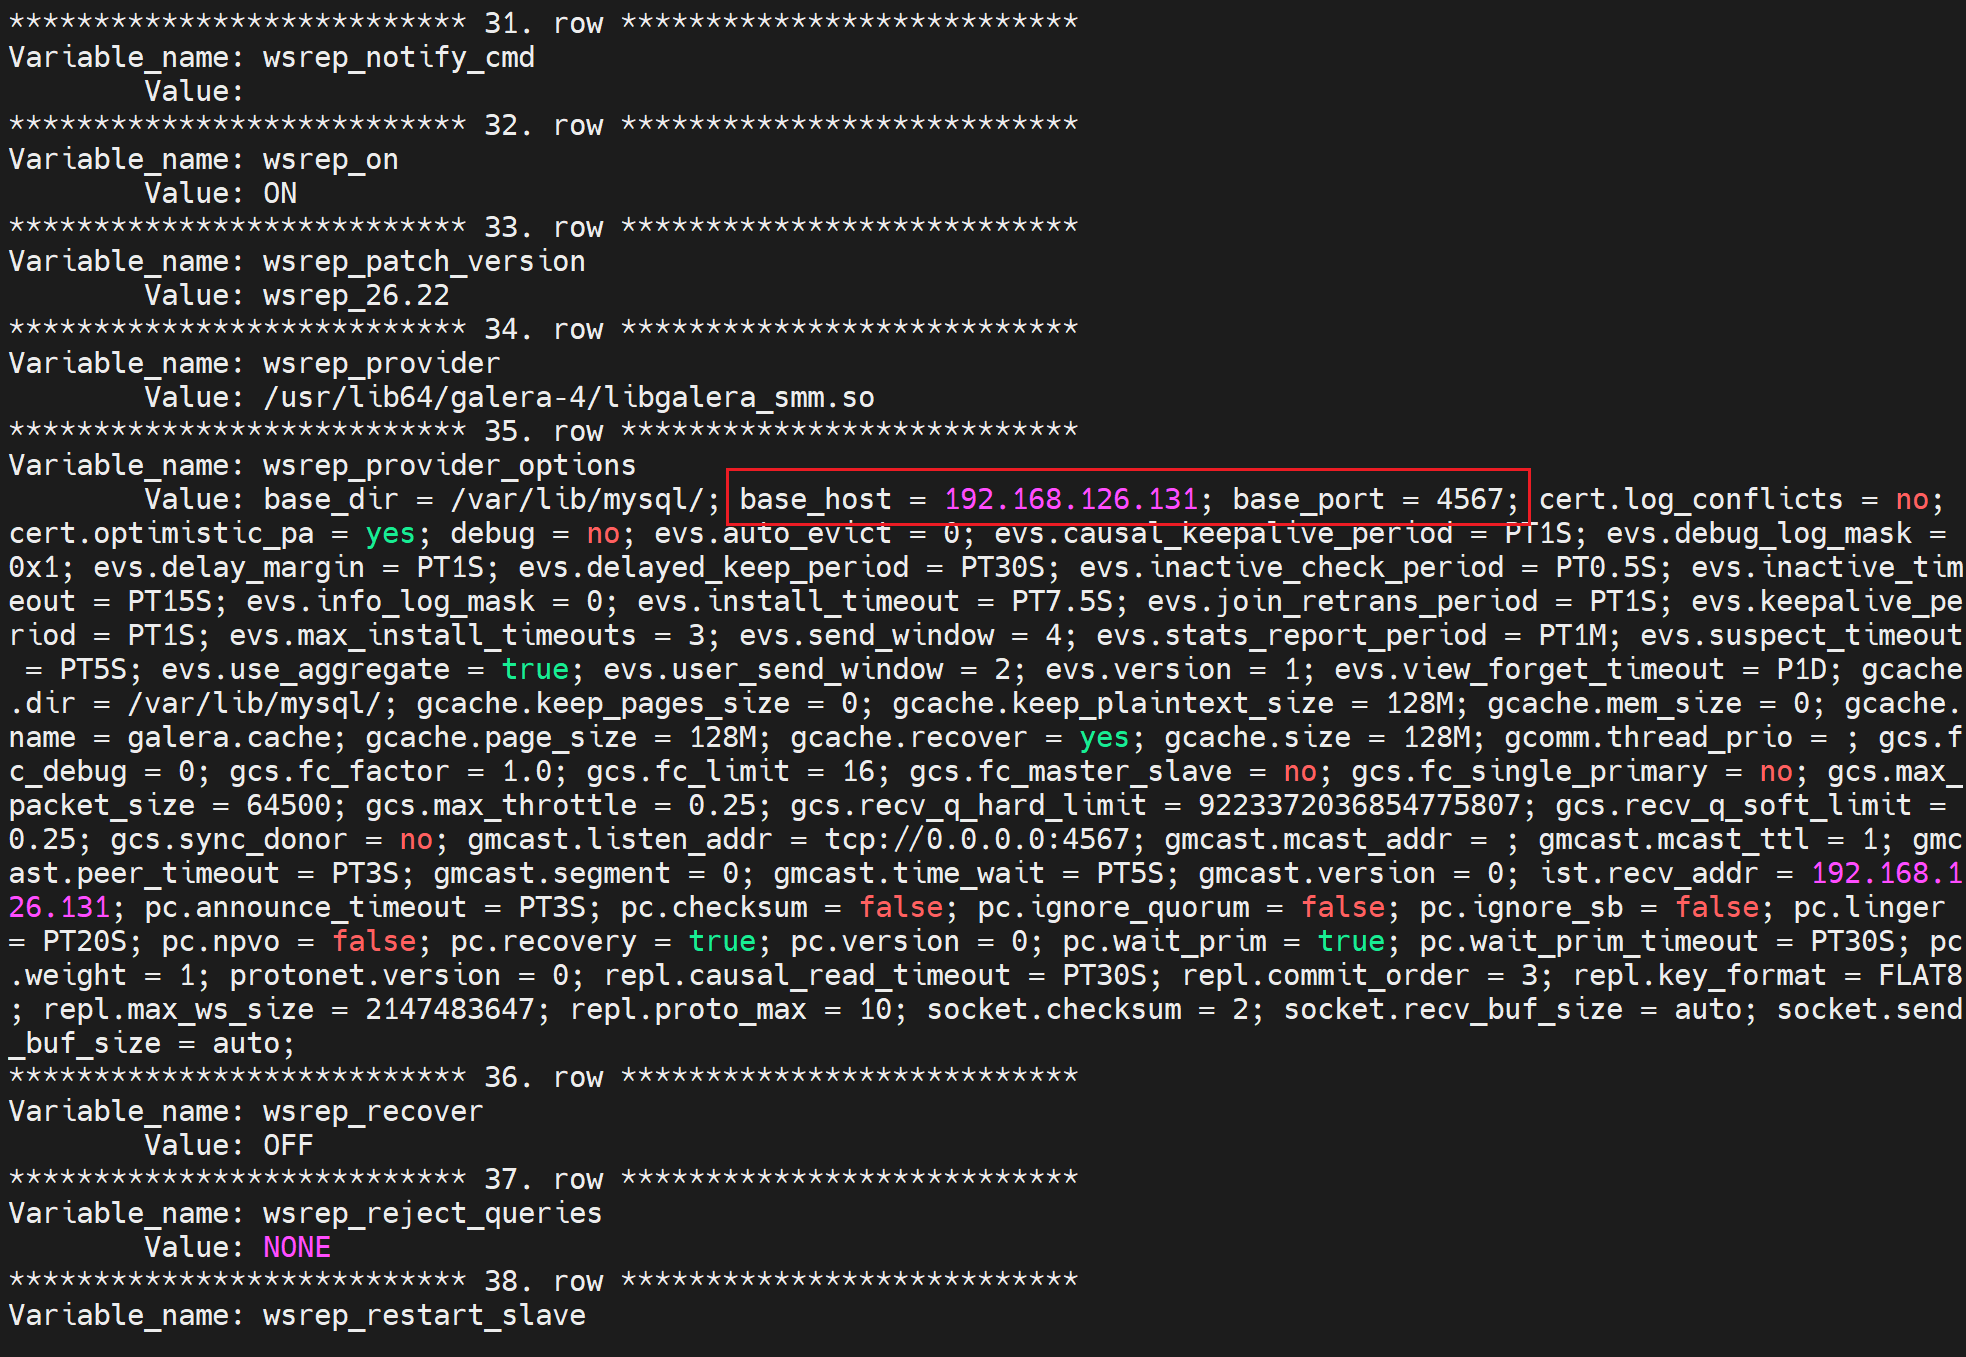 *************************** 31. row ***************************
Variable_name: wsrep_notify_cmd
        Value:
*************************** 32. row ***************************
Variable_name: wsrep_on
        Value: ON
*************************** 33. row ***************************
Variable_name: wsrep_patch_version
        Value: wsrep_26.22
*************************** 34. row ***************************
Variable_name: wsrep_provider
        Value: /usr/lib64/galera-4/libgalera_smm.so
*************************** 35. row ***************************
Variable_name: wsrep_provider_options
        Value: base_dir = /var/lib/mysql/; base_host = 192.168.126.131; base_port = 4567; cert.log_conflicts = no;
cert.optimistic_pa = yes; debug = no; evs.auto_evict = 0; evs.causal_keepalive_period = PT1S; evs.debug_log_mask =
0x1; evs.delay_margin = PT1S; evs.delayed_keep_period = PT30S; evs.inactive_check_period = PT0.5S; evs.inactive_tim
eout = PT15S; evs.info_log_mask = 0; evs.install_timeout = PT7.5S; evs.join_retrans_period = PT1S; evs.keepalive_pe
riod = PT1S; evs.max_install_timeouts = 3; evs.send_window = 4; evs.stats_report_period = PT1M; evs.suspect_timeout
 = PT5S; evs.use_aggregate = true; evs.user_send_window = 2; evs.version = 1; evs.view_forget_timeout = P1D; gcache
.dir = /var/lib/mysql/; gcache.keep_pages_size = 0; gcache.keep_plaintext_size = 128M; gcache.mem_size = 0; gcache.
name = galera.cache; gcache.page_size = 128M; gcache.recover = yes; gcache.size = 128M; gcomm.thread_prio = ; gcs.f
c_debug = 0; gcs.fc_factor = 1.0; gcs.fc_limit = 16; gcs.fc_master_slave = no; gcs.fc_single_primary = no; gcs.max_
packet_size = 64500; gcs.max_throttle = 0.25; gcs.recv_q_hard_limit = 9223372036854775807; gcs.recv_q_soft_limit =
0.25; gcs.sync_donor = no; gmcast.listen_addr = tcp://0.0.0.0:4567; gmcast.mcast_addr = ; gmcast.mcast_ttl = 1; gmc
ast.peer_timeout = PT3S; gmcast.segment = 0; gmcast.time_wait = PT5S; gmcast.version = 0; ist.recv_addr = 192.168.1
26.131; pc.announce_timeout = PT3S; pc.checksum = false; pc.ignore_quorum = false; pc.ignore_sb = false; pc.linger
= PT20S; pc.npvo = false; pc.recovery = true; pc.version = 0; pc.wait_prim = true; pc.wait_prim_timeout = PT30S; pc
.weight = 1; protonet.version = 0; repl.causal_read_timeout = PT30S; repl.commit_order = 3; repl.key_format = FLAT8
; repl.max_ws_size = 2147483647; repl.proto_max = 10; socket.checksum = 2; socket.recv_buf_size = auto; socket.send
_buf_size = auto;
*************************** 36. row ***************************
Variable_name: wsrep_recover
        Value: OFF
*************************** 37. row ***************************
Variable_name: wsrep_reject_queries
        Value: NONE
*************************** 38. row ***************************
Variable_name: wsrep_restart_slave